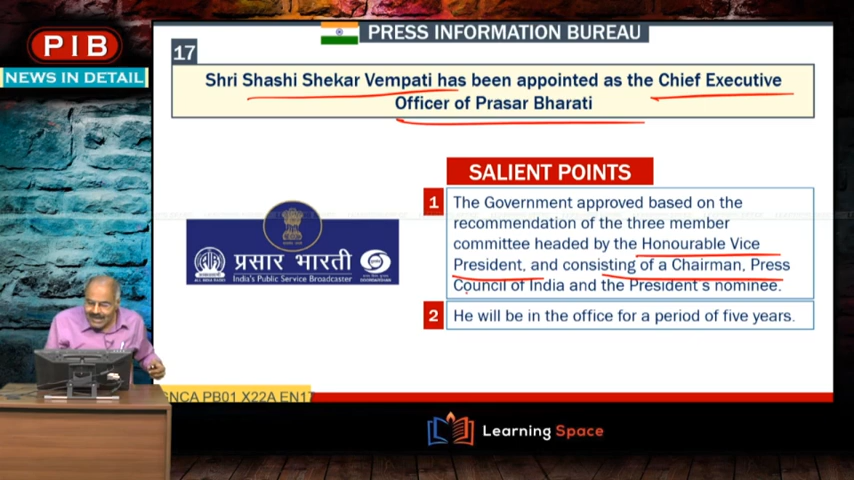 PIB
NEWS IN DETAIL
PRESS INFORMATION BUREAU
17
Shri Shashi Shekar Vempati has been appointed as the Chief Executive
Officer of Prasar Bharati
SALIENT POINTS
1
The Government approved based on the
recommendation of the three member
committee headed by the Honourable Vice
President, and consisting of a Chairman, Press
Council of India and the President's nominee.
2
He will be in the office for a period of five years.
प्रसार भारती
India's Public Service Broadcaster
SNCA PB01 X22A EN17
Learning Space